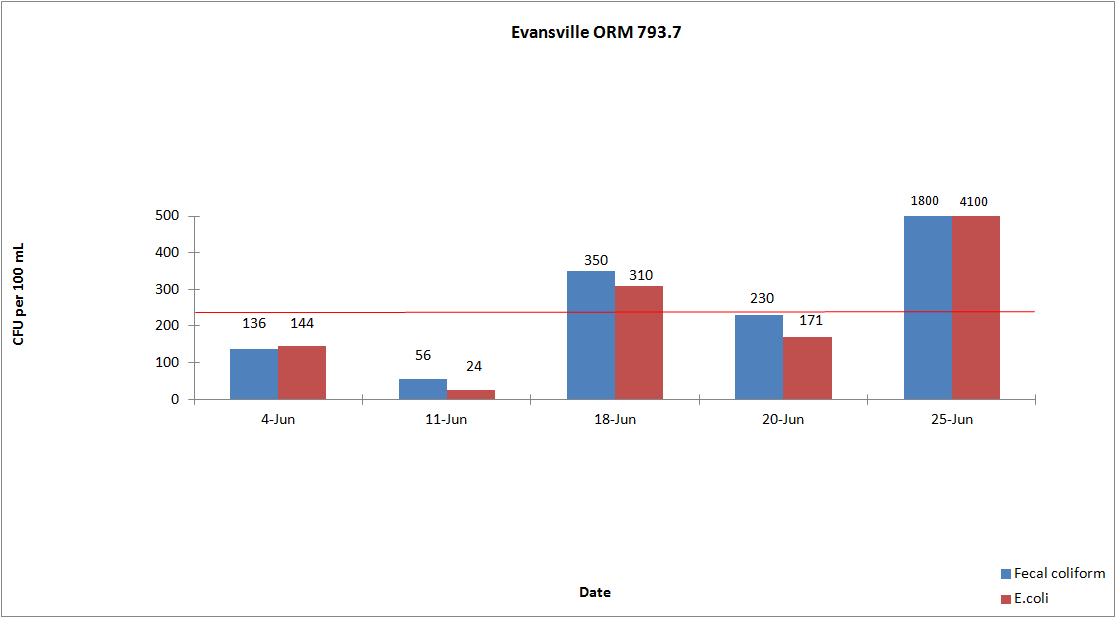 Evansville ORM 793.7
CFU per 100 mL
500
400
300
200
100
0
136
144
56
24
350
310
230
171
1800
4100
4-Jun
11-Jun
18-Jun
20-Jun
25-Jun
Date
Fecal coliform
E.coli